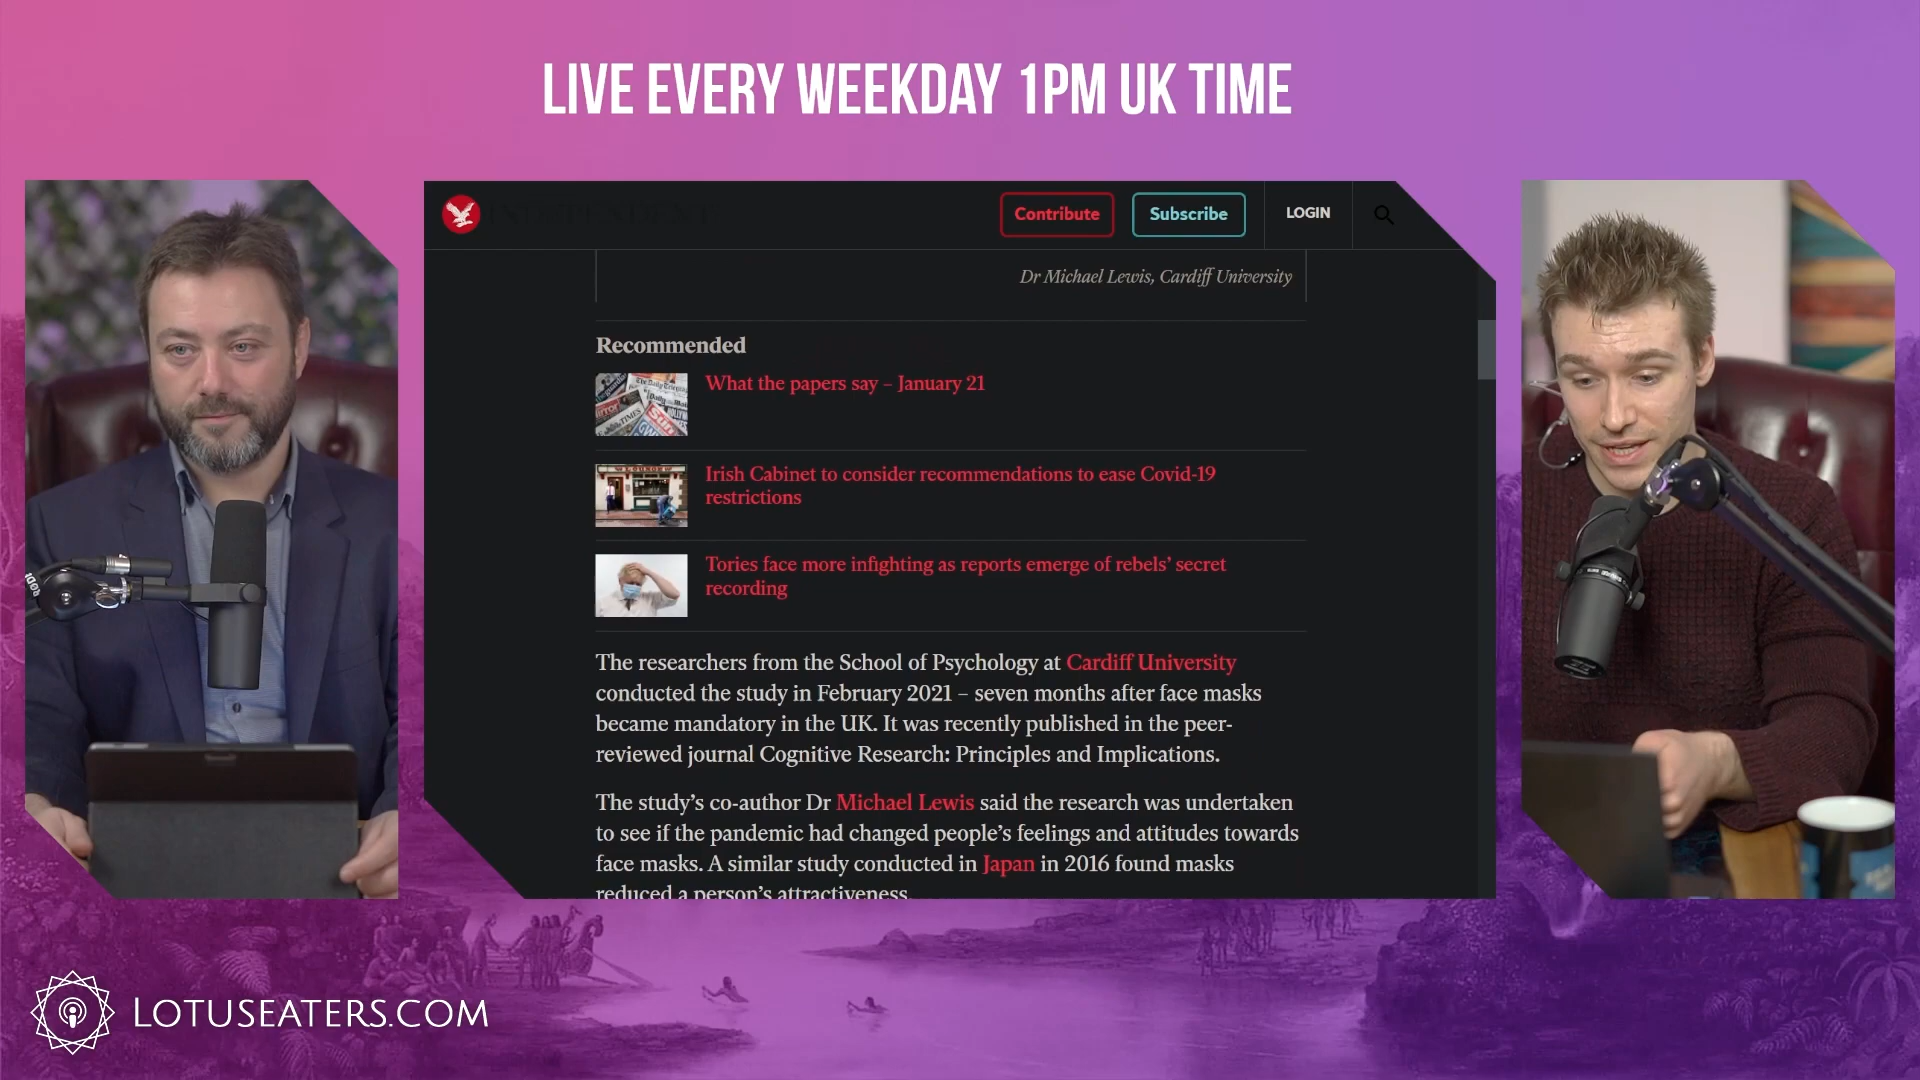 LIVE EVERY WEEKDAY 1PM UK TIME
INDEPENDENT
Contribute
Subscribe
LOGIN
Dr Michael Lewis, Cardiff University
Recommended
What the papers say – January 21
Irish Cabinet to consider recommendations to ease Covid-19
restrictions
Tories face more infighting as reports emerge of rebels’ secret
recording
The researchers from the School of Psychology at Cardiff University
conducted the study in February 2021 – seven months after face masks
became mandatory in the UK. It was recently published in the peer-
reviewed journal Cognitive Research: Principles and Implications.
The study’s co-author Dr Michael Lewis said the research was undertaken
to see if the pandemic had changed people’s feelings and attitudes towards
face masks. A similar study conducted in Japan in 2016 found masks
reduced a person’s attractiveness.
LOTUSEATERS.COM